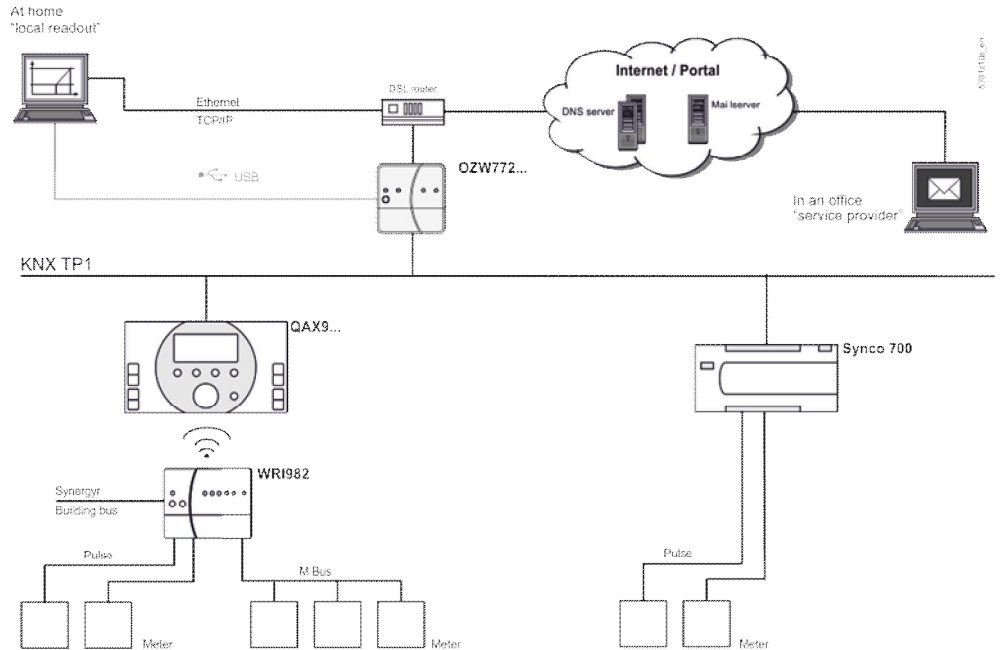 At home
"local readout"
Ethernet
TCP/IP
DSL router
Internet / Portal
DNS server
Mai lserver
USB
OZW772...
In an office
"service provider"
KNX TP1
QAX9...
Synco 700
WRI982
Synergyr
Building bus
Pulse
M Bus
Pulse
Meter
Meter
Meter